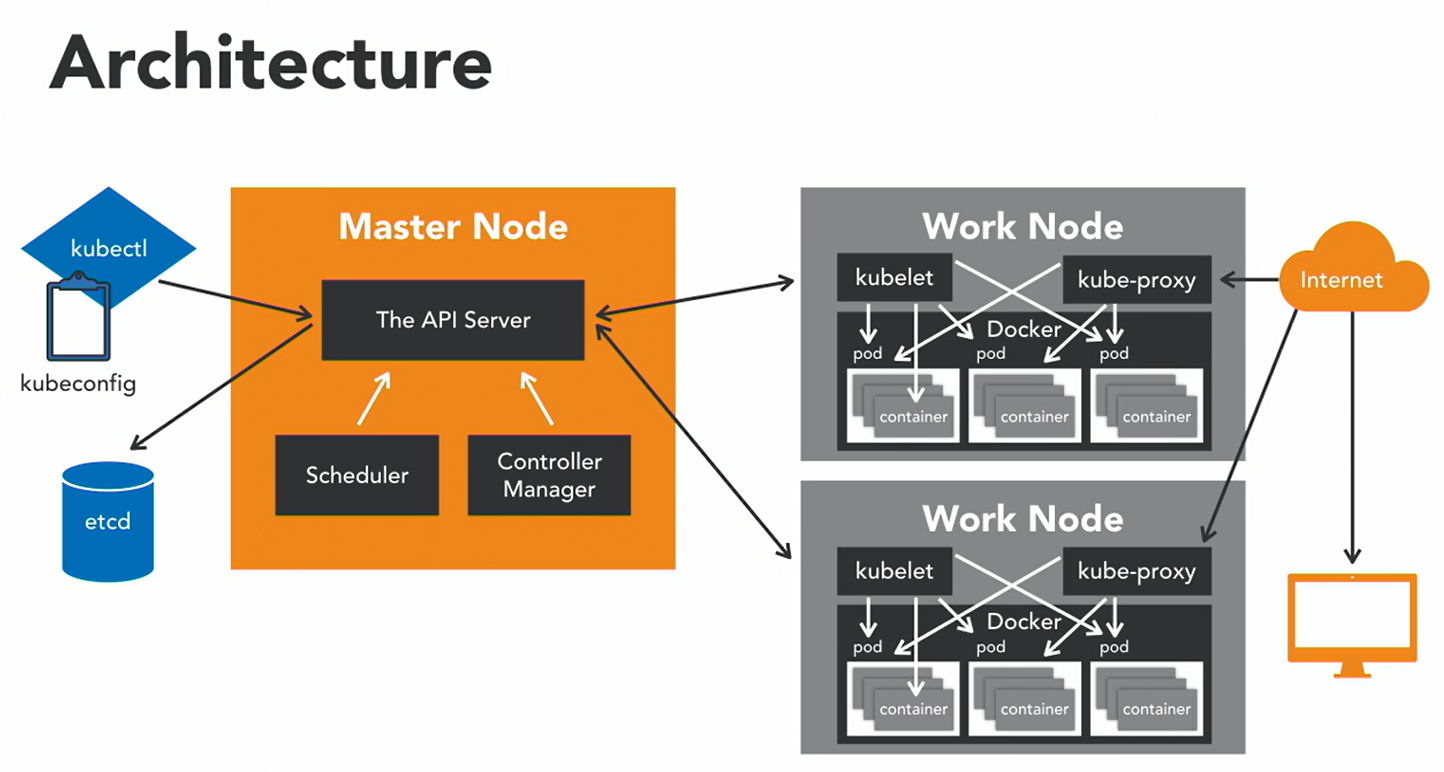 Architecture
kubectl
kubeconfig
etcd
Master Node
The API Server
Scheduler
Controller
Manager
Work Node
kubelet
kube-proxy
Docker
pod
pod
pod
container
container
container
Work Node
kubelet
kube-proxy
Docker
pod
pod
pod
container
container
container
Internet